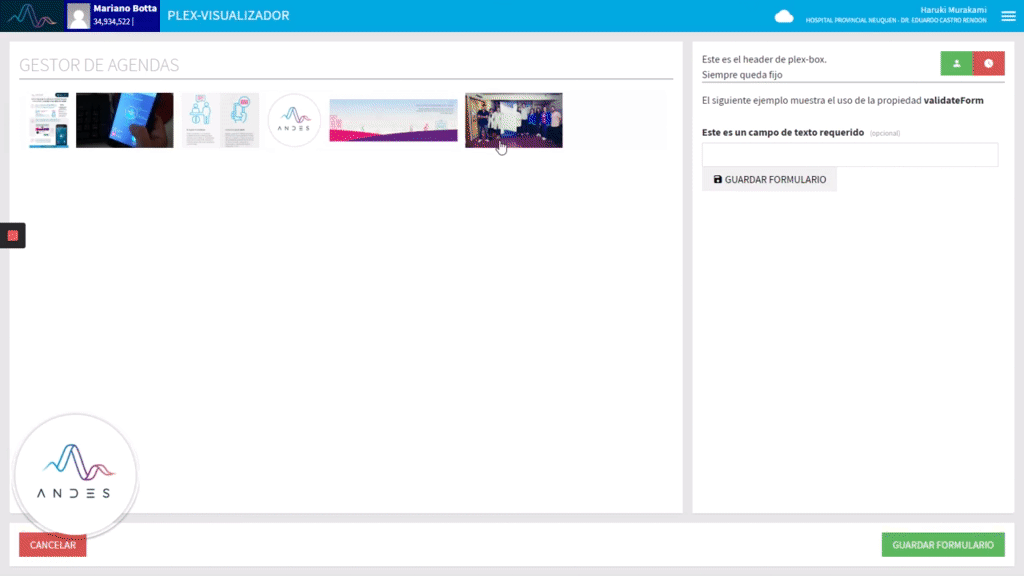 Mariano Botta
34,934,522 |
PLEX-VISUALIZADOR
Haruki Murakami
HOSPITAL PROVINCIAL NEUQUEN - DR. EDUARDO CASTRO RENDON
GESTOR DE AGENDAS
ANDES
Este es el header de plex-box.
Siempre queda fijo
El siguiente ejemplo muestra el uso de la propiedad validateForm
Este es un campo de texto requerido (opcional)
GUARDAR FORMULARIO
ANDES
CANCELAR
GUARDAR FORMULARIO